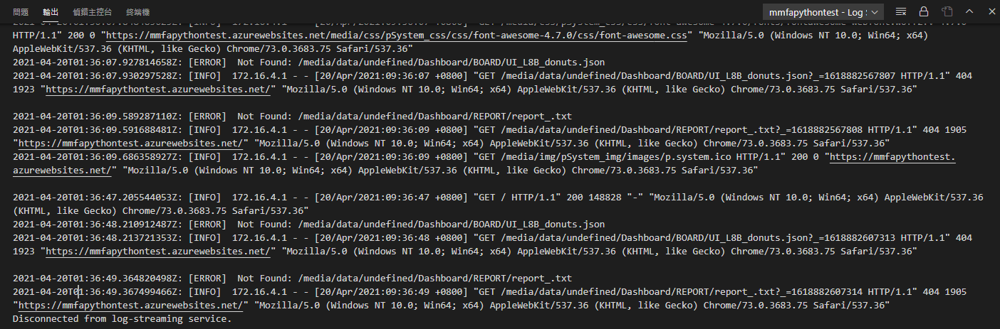 問題 輸出 偵錯主控台 終端機 mmfapythontest - Log
HTTP/1.1" 200 0 "https://mmfapythontest.azurewebsites.net/media/css/pSystem_css/css/font-awesome-4.7.0/css/font-awesome.css" "Mozilla/5.0 (Windows NT 10.0; Win64; x64)
AppleWebKit/537.36 (KHTML, like Gecko) Chrome/73.0.3683.75 Safari/537.36"
2021-04-20T01:36:07.927814658Z: [ERROR]  Not Found: /media/data/undefined/Dashboard/BOARD/UI_L8B_donuts.json
2021-04-20T01:36:07.930297528Z: [INFO]  172.16.4.1 - - [20/Apr/2021:09:36:07 +0800] "GET /media/data/undefined/Dashboard/BOARD/UI_L8B_donuts.json?_=1618882567807 HTTP/1.1" 404
1923 "https://mmfapythontest.azurewebsites.net/" "Mozilla/5.0 (Windows NT 10.0; Win64; x64) AppleWebKit/537.36 (KHTML, like Gecko) Chrome/73.0.3683.75 Safari/537.36"
2021-04-20T01:36:09.589287110Z: [ERROR]  Not Found: /media/data/undefined/Dashboard/REPORT/report_.txt
2021-04-20T01:36:09.591688481Z: [INFO]  172.16.4.1 - - [20/Apr/2021:09:36:09 +0800] "GET /media/data/undefined/Dashboard/REPORT/report_.txt?_=1618882567808 HTTP/1.1" 404 1905
"https://mmfapythontest.azurewebsites.net/" "Mozilla/5.0 (Windows NT 10.0; Win64; x64) AppleWebKit/537.36 (KHTML, like Gecko) Chrome/73.0.3683.75 Safari/537.36"
2021-04-20T01:36:09.686358927Z: [INFO]  172.16.4.1 - - [20/Apr/2021:09:36:09 +0800] "GET /media/img/pSystem_img/images/p.system.ico HTTP/1.1" 200 0 "https://mmfapythontest.
azurewebsites.net/" "Mozilla/5.0 (Windows NT 10.0; Win64; x64) AppleWebKit/537.36 (KHTML, like Gecko) Chrome/73.0.3683.75 Safari/537.36"
2021-04-20T01:36:47.205544053Z: [INFO]  172.16.4.1 - - [20/Apr/2021:09:36:47 +0800] "GET / HTTP/1.1" 200 148828 "-" "Mozilla/5.0 (Windows NT 10.0; Win64; x64) AppleWebKit/537.36
(KHTML, like Gecko) Chrome/73.0.3683.75 Safari/537.36"
2021-04-20T01:36:48.210912487Z: [ERROR]  Not Found: /media/data/undefined/Dashboard/BOARD/UI_L8B_donuts.json
2021-04-20T01:36:48.213721353Z: [INFO]  172.16.4.1 - - [20/Apr/2021:09:36:48 +0800] "GET /media/data/undefined/Dashboard/BOARD/UI_L8B_donuts.json?_=1618882607313 HTTP/1.1" 404
1923 "https://mmfapythontest.azurewebsites.net/" "Mozilla/5.0 (Windows NT 10.0; Win64; x64) AppleWebKit/537.36 (KHTML, like Gecko) Chrome/73.0.3683.75 Safari/537.36"
2021-04-20T01:36:49.364820498Z: [ERROR]  Not Found: /media/data/undefined/Dashboard/REPORT/report_.txt
2021-04-20T01:36:49.367499466Z: [INFO]  172.16.4.1 - - [20/Apr/2021:09:36:49 +0800] "GET /media/data/undefined/Dashboard/REPORT/report_.txt?_=1618882607314 HTTP/1.1" 404 1905
"https://mmfapythontest.azurewebsites.net/" "Mozilla/5.0 (Windows NT 10.0; Win64; x64) AppleWebKit/537.36 (KHTML, like Gecko) Chrome/73.0.3683.75 Safari/537.36"
Disconnected from log-streaming service.